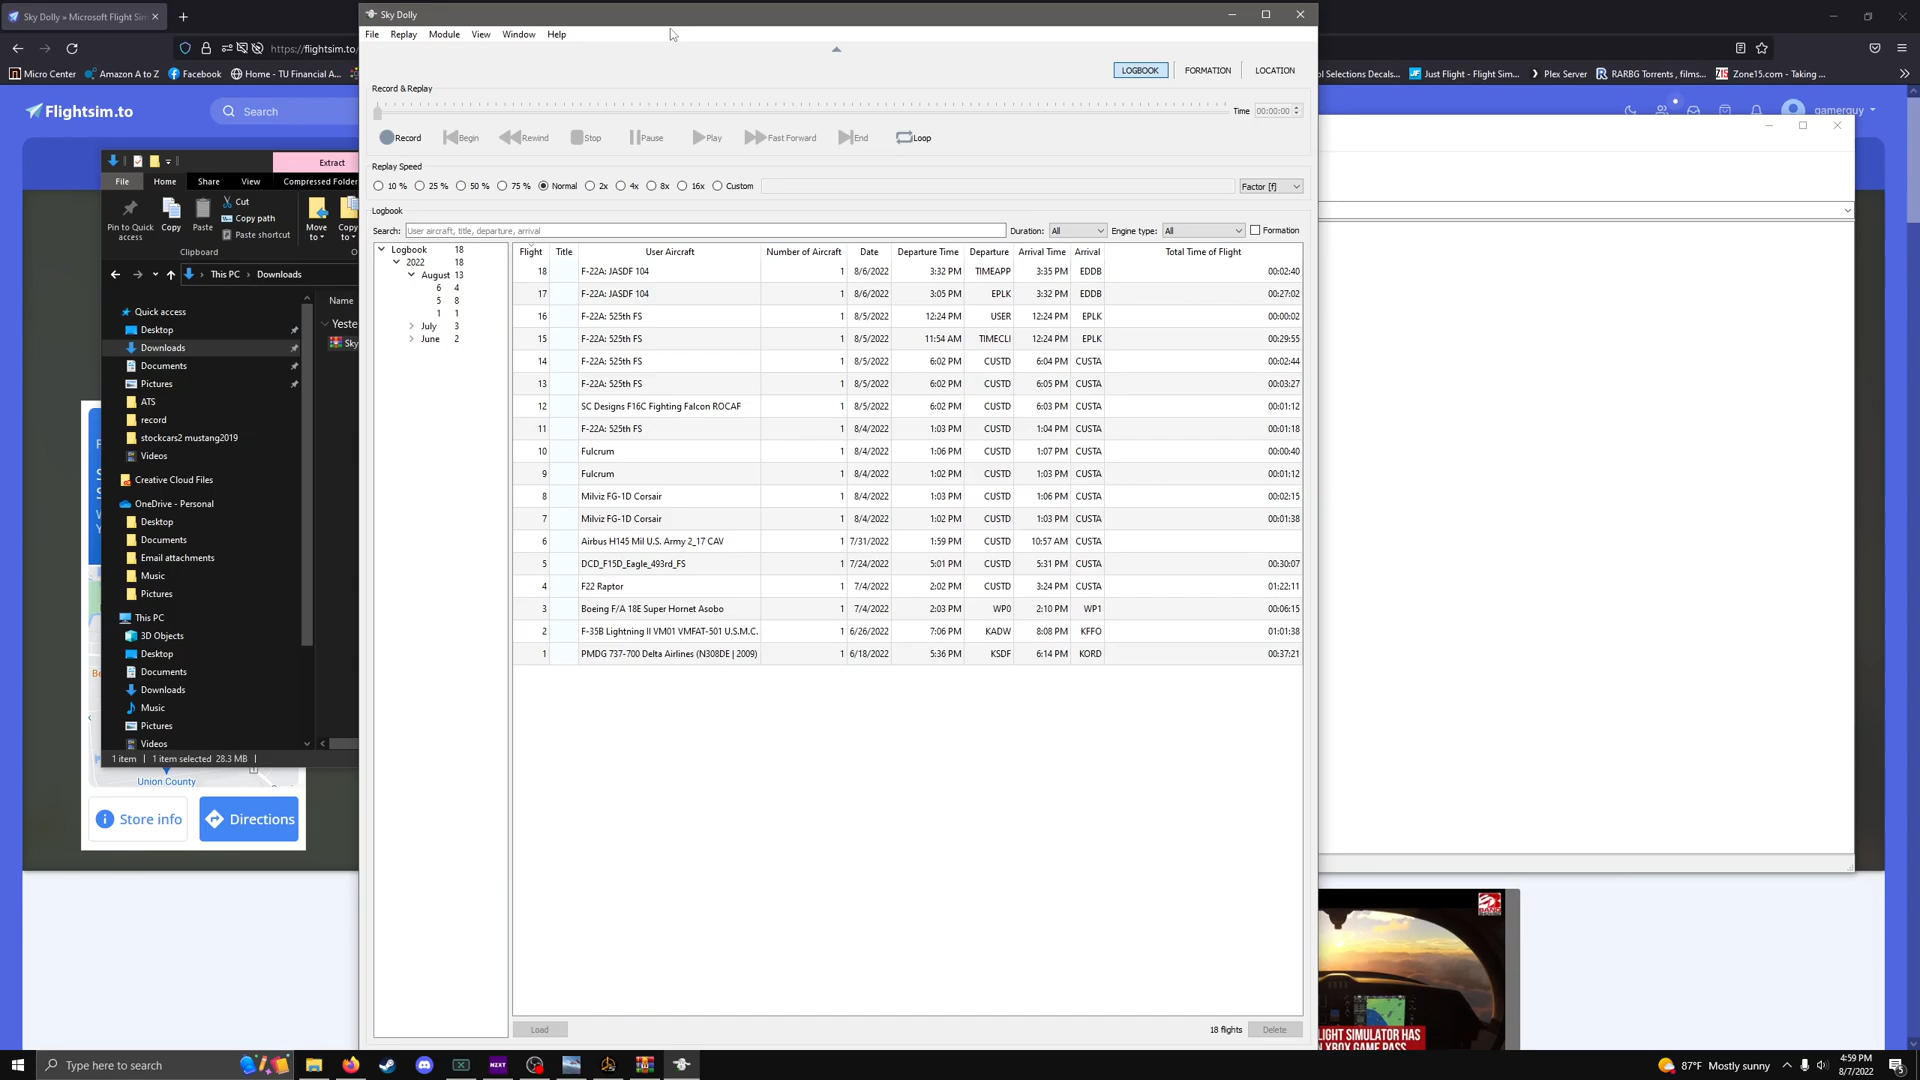 Sky Dolly » Microsoft Flight Sim
Sky Dolly
https://flightsim.to/
File Replay Module View Window Help
Micro Center Amazon A to Z Facebook Home - TU Financial A...
ol Selections Decals... Just Flight - Flight Sim... Plex Server RARBG Torrents , films... Zone15.com - Taking ...
LOGBOOK FORMATION LOCATION
Record & Replay
Flightsim.to Search
Time 00:00:00
gamerguy
Record Begin Rewind Stop Pause Play Fast Forward End Loop
Replay Speed
10 % 25 % 50 % 75 % Normal 2x 4x 8x 16x Custom Factor [f]
Logbook
Search: User aircraft, title, departure, arrival Duration: All Engine type: All Formation
Extract
File Home Share View Compressed Folder
Pin to Quick access
Copy
Paste
Cut
Copy path
Paste shortcut
Move to
Copy to
Clipboard
This PC Downloads
Name
Yeste
Sky
Quick access
Desktop
Downloads
Documents
Pictures
ATS
record
stockcars2 mustang2019
Videos
Creative Cloud Files
OneDrive - Personal
Desktop
Documents
Email attachments
Music
Pictures
This PC
3D Objects
Desktop
Documents
Downloads
Music
Pictures
Videos
1 item 1 item selected 28.3 MB
Union County
Store info Directions
Logbook 18
2022 18
August 13
6 4
5 8
1 1
July 3
June 2
Flight Title User Aircraft Number of Aircraft Date Departure Time Departure Arrival Time Arrival Total Time of Flight
18 F-22A: JASDF 104 1 8/6/2022 3:32 PM TIMEAPP 3:35 PM EDDB 00:02:40
17 F-22A: JASDF 104 1 8/6/2022 3:05 PM EPLK 3:32 PM EDDB 00:27:02
16 F-22A: 525th FS 1 8/5/2022 12:24 PM USER 12:24 PM EPLK 00:00:02
15 F-22A: 525th FS 1 8/5/2022 11:54 AM TIMECLI 12:24 PM EPLK 00:29:55
14 F-22A: 525th FS 1 8/5/2022 6:02 PM CUSTD 6:04 PM CUSTA 00:02:44
13 F-22A: 525th FS 1 8/5/2022 6:02 PM CUSTD 6:05 PM CUSTA 00:03:27
12 SC Designs F16C Fighting Falcon ROCAF 1 8/5/2022 6:02 PM CUSTD 6:03 PM CUSTA 00:01:12
11 F-22A: 525th FS 1 8/4/2022 1:03 PM CUSTD 1:04 PM CUSTA 00:01:18
10 Fulcrum 1 8/4/2022 1:06 PM CUSTD 1:07 PM CUSTA 00:00:40
9 Fulcrum 1 8/4/2022 1:02 PM CUSTD 1:03 PM CUSTA 00:01:12
8 Milviz FG-1D Corsair 1 8/4/2022 1:03 PM CUSTD 1:06 PM CUSTA 00:02:15
7 Milviz FG-1D Corsair 1 8/4/2022 1:02 PM CUSTD 1:03 PM CUSTA 00:01:38
6 Airbus H145 Mil U.S. Army 2_17 CAV 1 7/31/2022 1:59 PM CUSTD 10:57 AM CUSTA
5 DCD_F15D_Eagle_493rd_FS 1 7/24/2022 5:01 PM CUSTD 5:31 PM CUSTA 00:30:07
4 F22 Raptor 1 7/4/2022 2:02 PM CUSTD 3:24 PM CUSTA 01:22:11
3 Boeing F/A 18E Super Hornet Asobo 1 7/4/2022 2:03 PM WP0 2:10 PM WP1 00:06:15
2 F-35B Lightning II VM01 VMFAT-501 U.S.M.C. 1 6/26/2022 7:06 PM KADW 8:08 PM KFFO 01:01:38
1 PMDG 737-700 Delta Airlines (N308DE | 2009) 1 6/18/2022 5:36 PM KSDF 6:14 PM KORD 00:37:21
Load 18 flights Delete
LIGHT SIMULATOR HAS
N XBOX GAME PASS
Type here to search
NZXT
87°F Mostly sunny
4:59 PM
8/7/2022
5